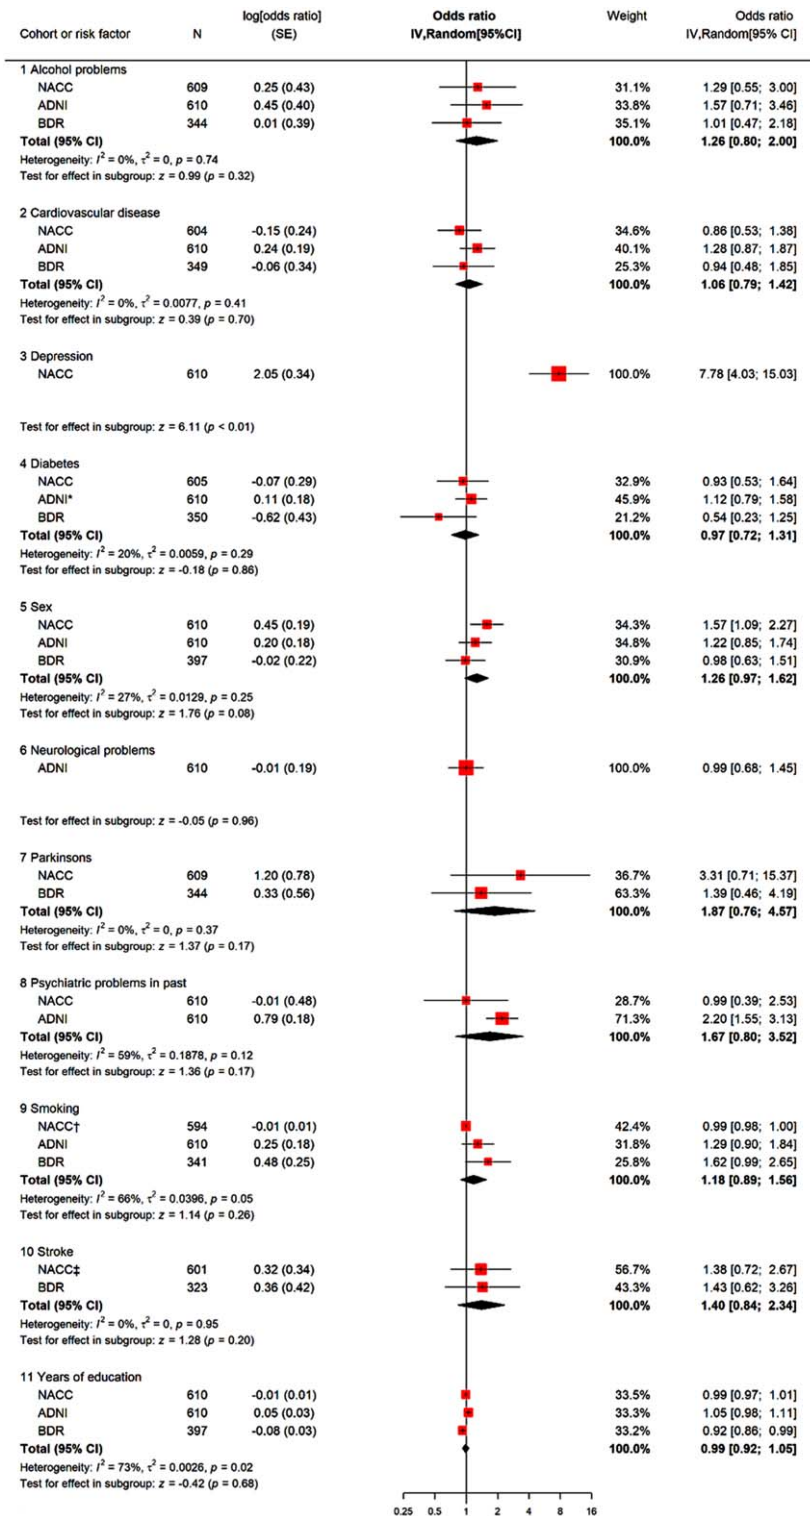 log[odds ratio] Odds ratio Weight Odds ratio
Cohort or risk factor N (SE) IV,Random[95%CI] IV,Random[95% CI]
1 Alcohol problems
NACC 609 0.25 (0.43) 31.1% 1.29 [0.55; 3.00]
ADNI 610 0.45 (0.40) 33.8% 1.57 [0.71; 3.46]
BDR 344 0.01 (0.39) 35.1% 1.01 [0.47; 2.18]
Total (95% CI) 100.0% 1.26 [0.80; 2.00]
Heterogeneity: I² = 0%, τ² = 0, p = 0.74
Test for effect in subgroup: z = 0.99 (p = 0.32)
2 Cardiovascular disease
NACC 604 -0.15 (0.24) 34.6% 0.86 [0.53; 1.38]
ADNI 610 0.24 (0.19) 40.1% 1.28 [0.87; 1.87]
BDR 349 -0.06 (0.34) 25.3% 0.94 [0.48; 1.85]
Total (95% CI) 100.0% 1.06 [0.79; 1.42]
Heterogeneity: I² = 0%, τ² = 0.0077, p = 0.41
Test for effect in subgroup: z = 0.39 (p = 0.70)
3 Depression
NACC 610 2.05 (0.34) 100.0% 7.78 [4.03; 15.03]
Test for effect in subgroup: z = 6.11 (p < 0.01)
4 Diabetes
NACC 605 -0.07 (0.29) 32.9% 0.93 [0.53; 1.64]
ADNI* 610 0.11 (0.18) 45.9% 1.12 [0.79; 1.58]
BDR 350 -0.62 (0.43) 21.2% 0.54 [0.23; 1.25]
Total (95% CI) 100.0% 0.97 [0.72; 1.31]
Heterogeneity: I² = 20%, τ² = 0.0059, p = 0.29
Test for effect in subgroup: z = -0.18 (p = 0.86)
5 Sex
NACC 610 0.45 (0.19) 34.3% 1.57 [1.09; 2.27]
ADNI 610 0.20 (0.18) 34.8% 1.22 [0.85; 1.74]
BDR 397 -0.02 (0.22) 30.9% 0.98 [0.63; 1.51]
Total (95% CI) 100.0% 1.26 [0.97; 1.62]
Heterogeneity: I² = 27%, τ² = 0.0129, p = 0.25
Test for effect in subgroup: z = 1.76 (p = 0.08)
6 Neurological problems
ADNI 610 -0.01 (0.19) 100.0% 0.99 [0.68; 1.45]
Test for effect in subgroup: z = -0.05 (p = 0.96)
7 Parkinsons
NACC 609 1.20 (0.78) 36.7% 3.31 [0.71; 15.37]
BDR 344 0.33 (0.56) 63.3% 1.39 [0.46; 4.19]
Total (95% CI) 100.0% 1.87 [0.76; 4.57]
Heterogeneity: I² = 0%, τ² = 0, p = 0.37
Test for effect in subgroup: z = 1.37 (p = 0.17)
8 Psychiatric problems in past
NACC 610 -0.01 (0.48) 28.7% 0.99 [0.39; 2.53]
ADNI 610 0.79 (0.18) 71.3% 2.20 [1.55; 3.13]
Total (95% CI) 100.0% 1.67 [0.80; 3.52]
Heterogeneity: I² = 59%, τ² = 0.1878, p = 0.12
Test for effect in subgroup: z = 1.36 (p = 0.17)
9 Smoking
NACC† 594 -0.01 (0.01) 42.4% 0.99 [0.98; 1.00]
ADNI 610 0.25 (0.18) 31.8% 1.29 [0.90; 1.84]
BDR 341 0.48 (0.25) 25.8% 1.62 [0.99; 2.65]
Total (95% CI) 100.0% 1.18 [0.89; 1.56]
Heterogeneity: I² = 66%, τ² = 0.0396, p = 0.05
Test for effect in subgroup: z = 1.14 (p = 0.26)
10 Stroke
NACC‡ 601 0.32 (0.34) 56.7% 1.38 [0.72; 2.67]
BDR 323 0.36 (0.42) 43.3% 1.43 [0.62; 3.26]
Total (95% CI) 100.0% 1.40 [0.84; 2.34]
Heterogeneity: I² = 0%, τ² = 0, p = 0.95
Test for effect in subgroup: z = 1.28 (p = 0.20)
11 Years of education
NACC 610 -0.01 (0.01) 33.5% 0.99 [0.97; 1.01]
ADNI 610 0.05 (0.03) 33.3% 1.05 [0.98; 1.11]
BDR 397 -0.08 (0.03) 33.2% 0.92 [0.86; 0.99]
Total (95% CI) 100.0% 0.99 [0.92; 1.05]
Heterogeneity: I² = 73%, τ² = 0.0026, p = 0.02
Test for effect in subgroup: z = -0.42 (p = 0.68)
0.25 0.5 1 2 4 8 16